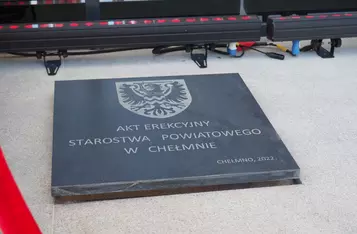 AKT EREKCYJNY
STAROSTWA POWIATOWEGO
W CHEŁMNIE
CHEŁMNO, 2022.